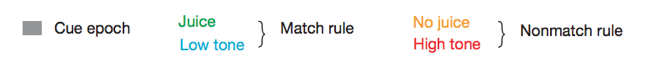 Cue epoch
Juice
Low tone
Match rule
No juice
High tone
Nonmatch rule